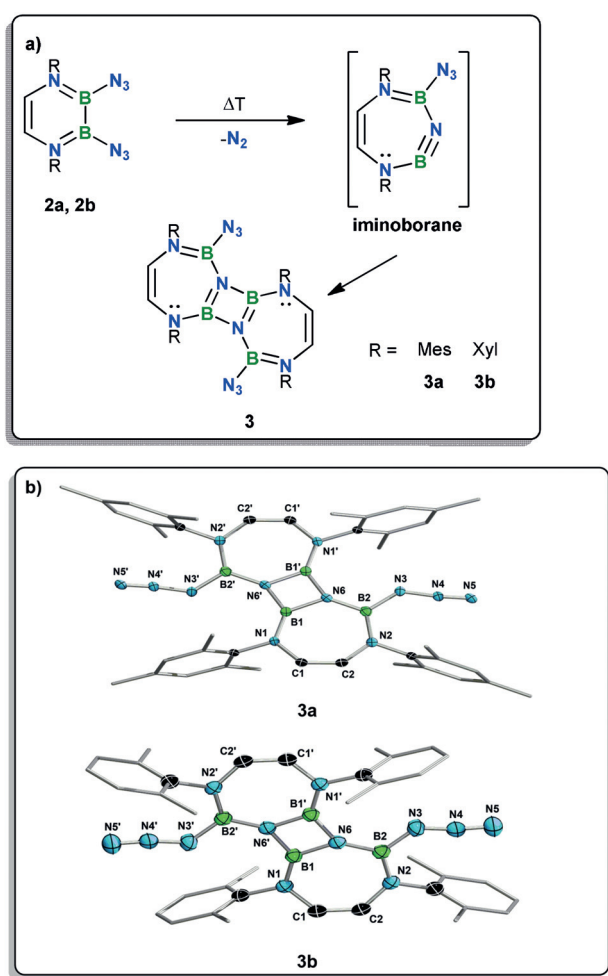 a)
R
N
N₃
B
B
N
N₃
R
2a, 2b
ΔT
-N₂
R
N
N₃
B
N
N
B
R
iminoborane
R
N
N₃
B
N
B
N
R
N
B
N
R
B
N
N₃
R
3
R = Mes Xyl
3a 3b
b)
C2' C1'
N2' N1'
N5' N4' N3' B2' B1' N6' N6 B2 N3 N4 N5
B1
N1 N2
C1 C2
3a
C2' C1'
N2' N1'
N5' N4' N3' B2' B1' N6' N6 B2 N3 N4 N5
B1
N1 N2
C1 C2
3b